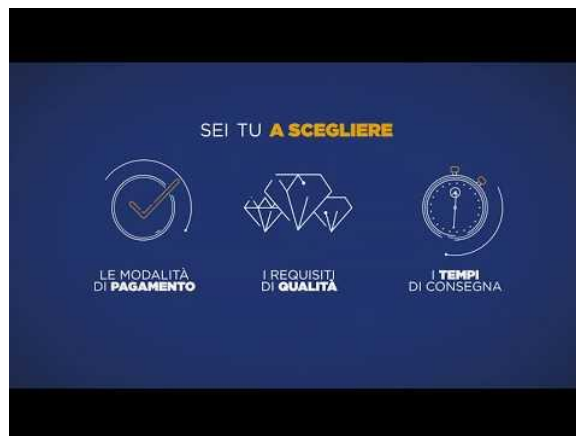 SEI TU A SCEGLIERE
LE MODALITÀ
DI PAGAMENTO
I REQUISITI
DI QUALITÀ
I TEMPI
DI CONSEGNA